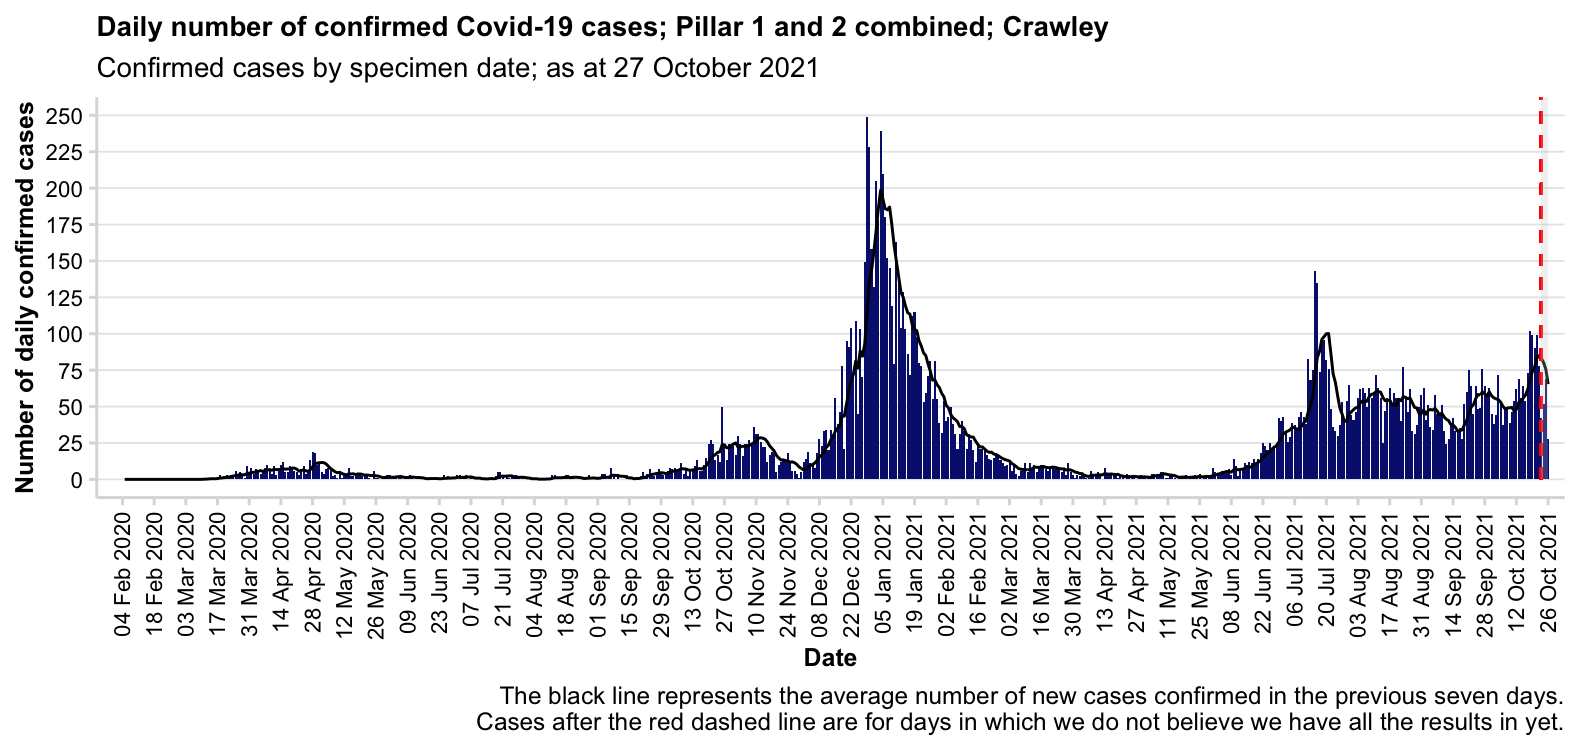 Daily number of confirmed Covid-19 cases; Pillar 1 and 2 combined; Crawley
Confirmed cases by specimen date; as at 27 October 2021
Number of daily confirmed cases
250
225
200
175
150
125
100
75
50
25
0
04 Feb 2020
18 Feb 2020
03 Mar 2020
17 Mar 2020
31 Mar 2020
14 Apr 2020
28 Apr 2020
12 May 2020
26 May 2020
09 Jun 2020
23 Jun 2020
07 Jul 2020
21 Jul 2020
04 Aug 2020
18 Aug 2020
01 Sep 2020
15 Sep 2020
29 Sep 2020
13 Oct 2020
27 Oct 2020
10 Nov 2020
24 Nov 2020
08 Dec 2020
22 Dec 2020
05 Jan 2021
19 Jan 2021
02 Feb 2021
16 Feb 2021
02 Mar 2021
16 Mar 2021
30 Mar 2021
13 Apr 2021
27 Apr 2021
11 May 2021
25 May 2021
08 Jun 2021
22 Jun 2021
06 Jul 2021
20 Jul 2021
03 Aug 2021
17 Aug 2021
31 Aug 2021
14 Sep 2021
28 Sep 2021
12 Oct 2021
26 Oct 2021
Date
The black line represents the average number of new cases confirmed in the previous seven days.
Cases after the red dashed line are for days in which we do not believe we have all the results in yet.